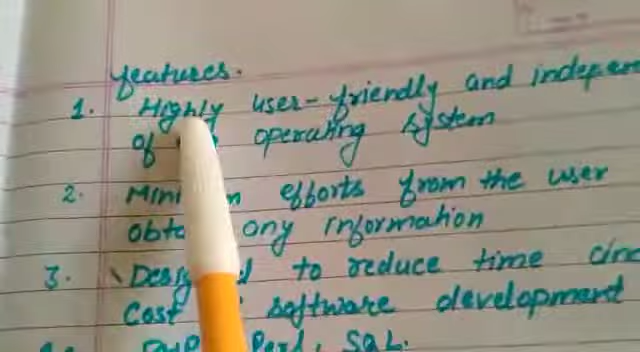 features.
1. Highly user-friendly and indepen
of operating system
2. Mini m efforts from the user
obta any information
3. Desig d to reduce time and
Cost software development
Perl, SQL.